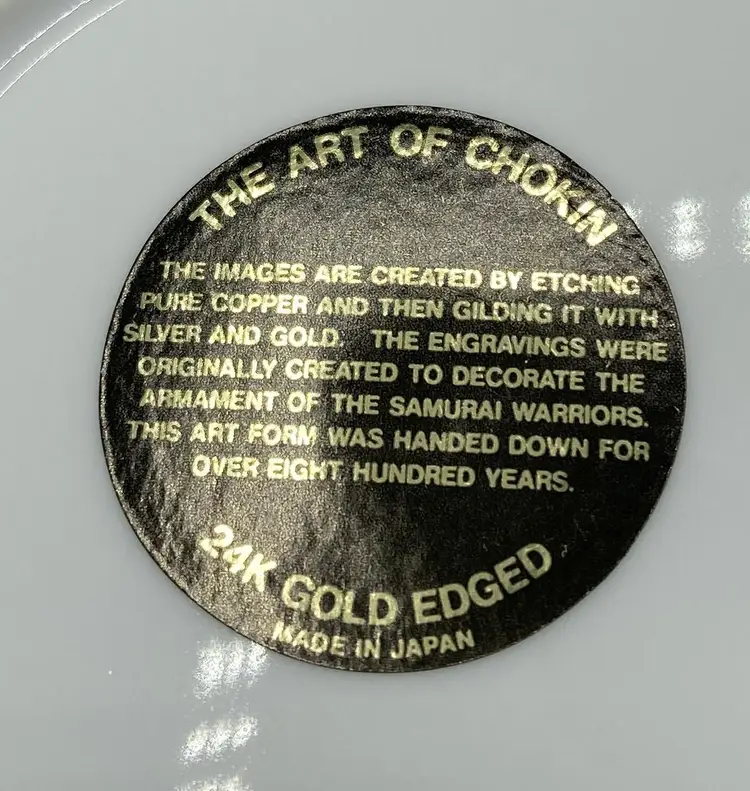 THE ART OF CHOKIN
THE IMAGES ARE CREATED BY ETCHING
PURE COPPER AND THEN GILDING IT WITH
SILVER AND GOLD. THE ENGRAVINGS WERE
ORIGINALLY CREATED TO DECORATE THE
ARMAMENT OF THE SAMURAI WARRIORS.
THIS ART FORM WAS HANDED DOWN FOR
OVER EIGHT HUNDRED YEARS.
24K GOLD EDGED
MADE IN JAPAN